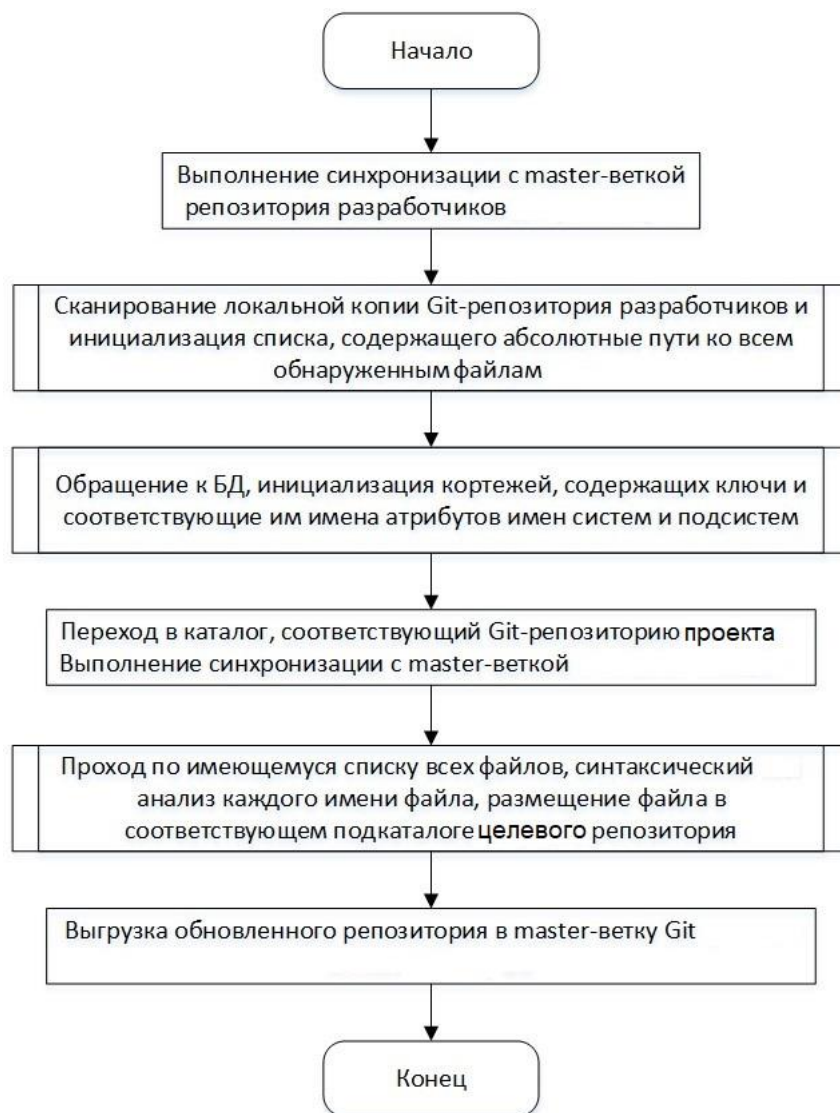 Начало
Выполнение синхронизации с master-веткой
репозитория разработчиков
Сканирование локальной копии Git-репозитория разработчиков и
инициализация списка, содержащего абсолютные пути ко всем
обнаруженным файлам
Обращение к БД, инициализация кортежей, содержащих ключи и
соответствующие им имена атрибутов имен систем и подсистем
Переход в каталог, соответствующий Git-репозиторию проекта
Выполнение синхронизации с master-веткой
Проход по имеющемуся списку всех файлов, синтаксический
анализ каждого имени файла, размещение файла в
соответствующем подкаталоге целевого репозитория
Выгрузка обновленного репозитория в master-ветку Git
Конец